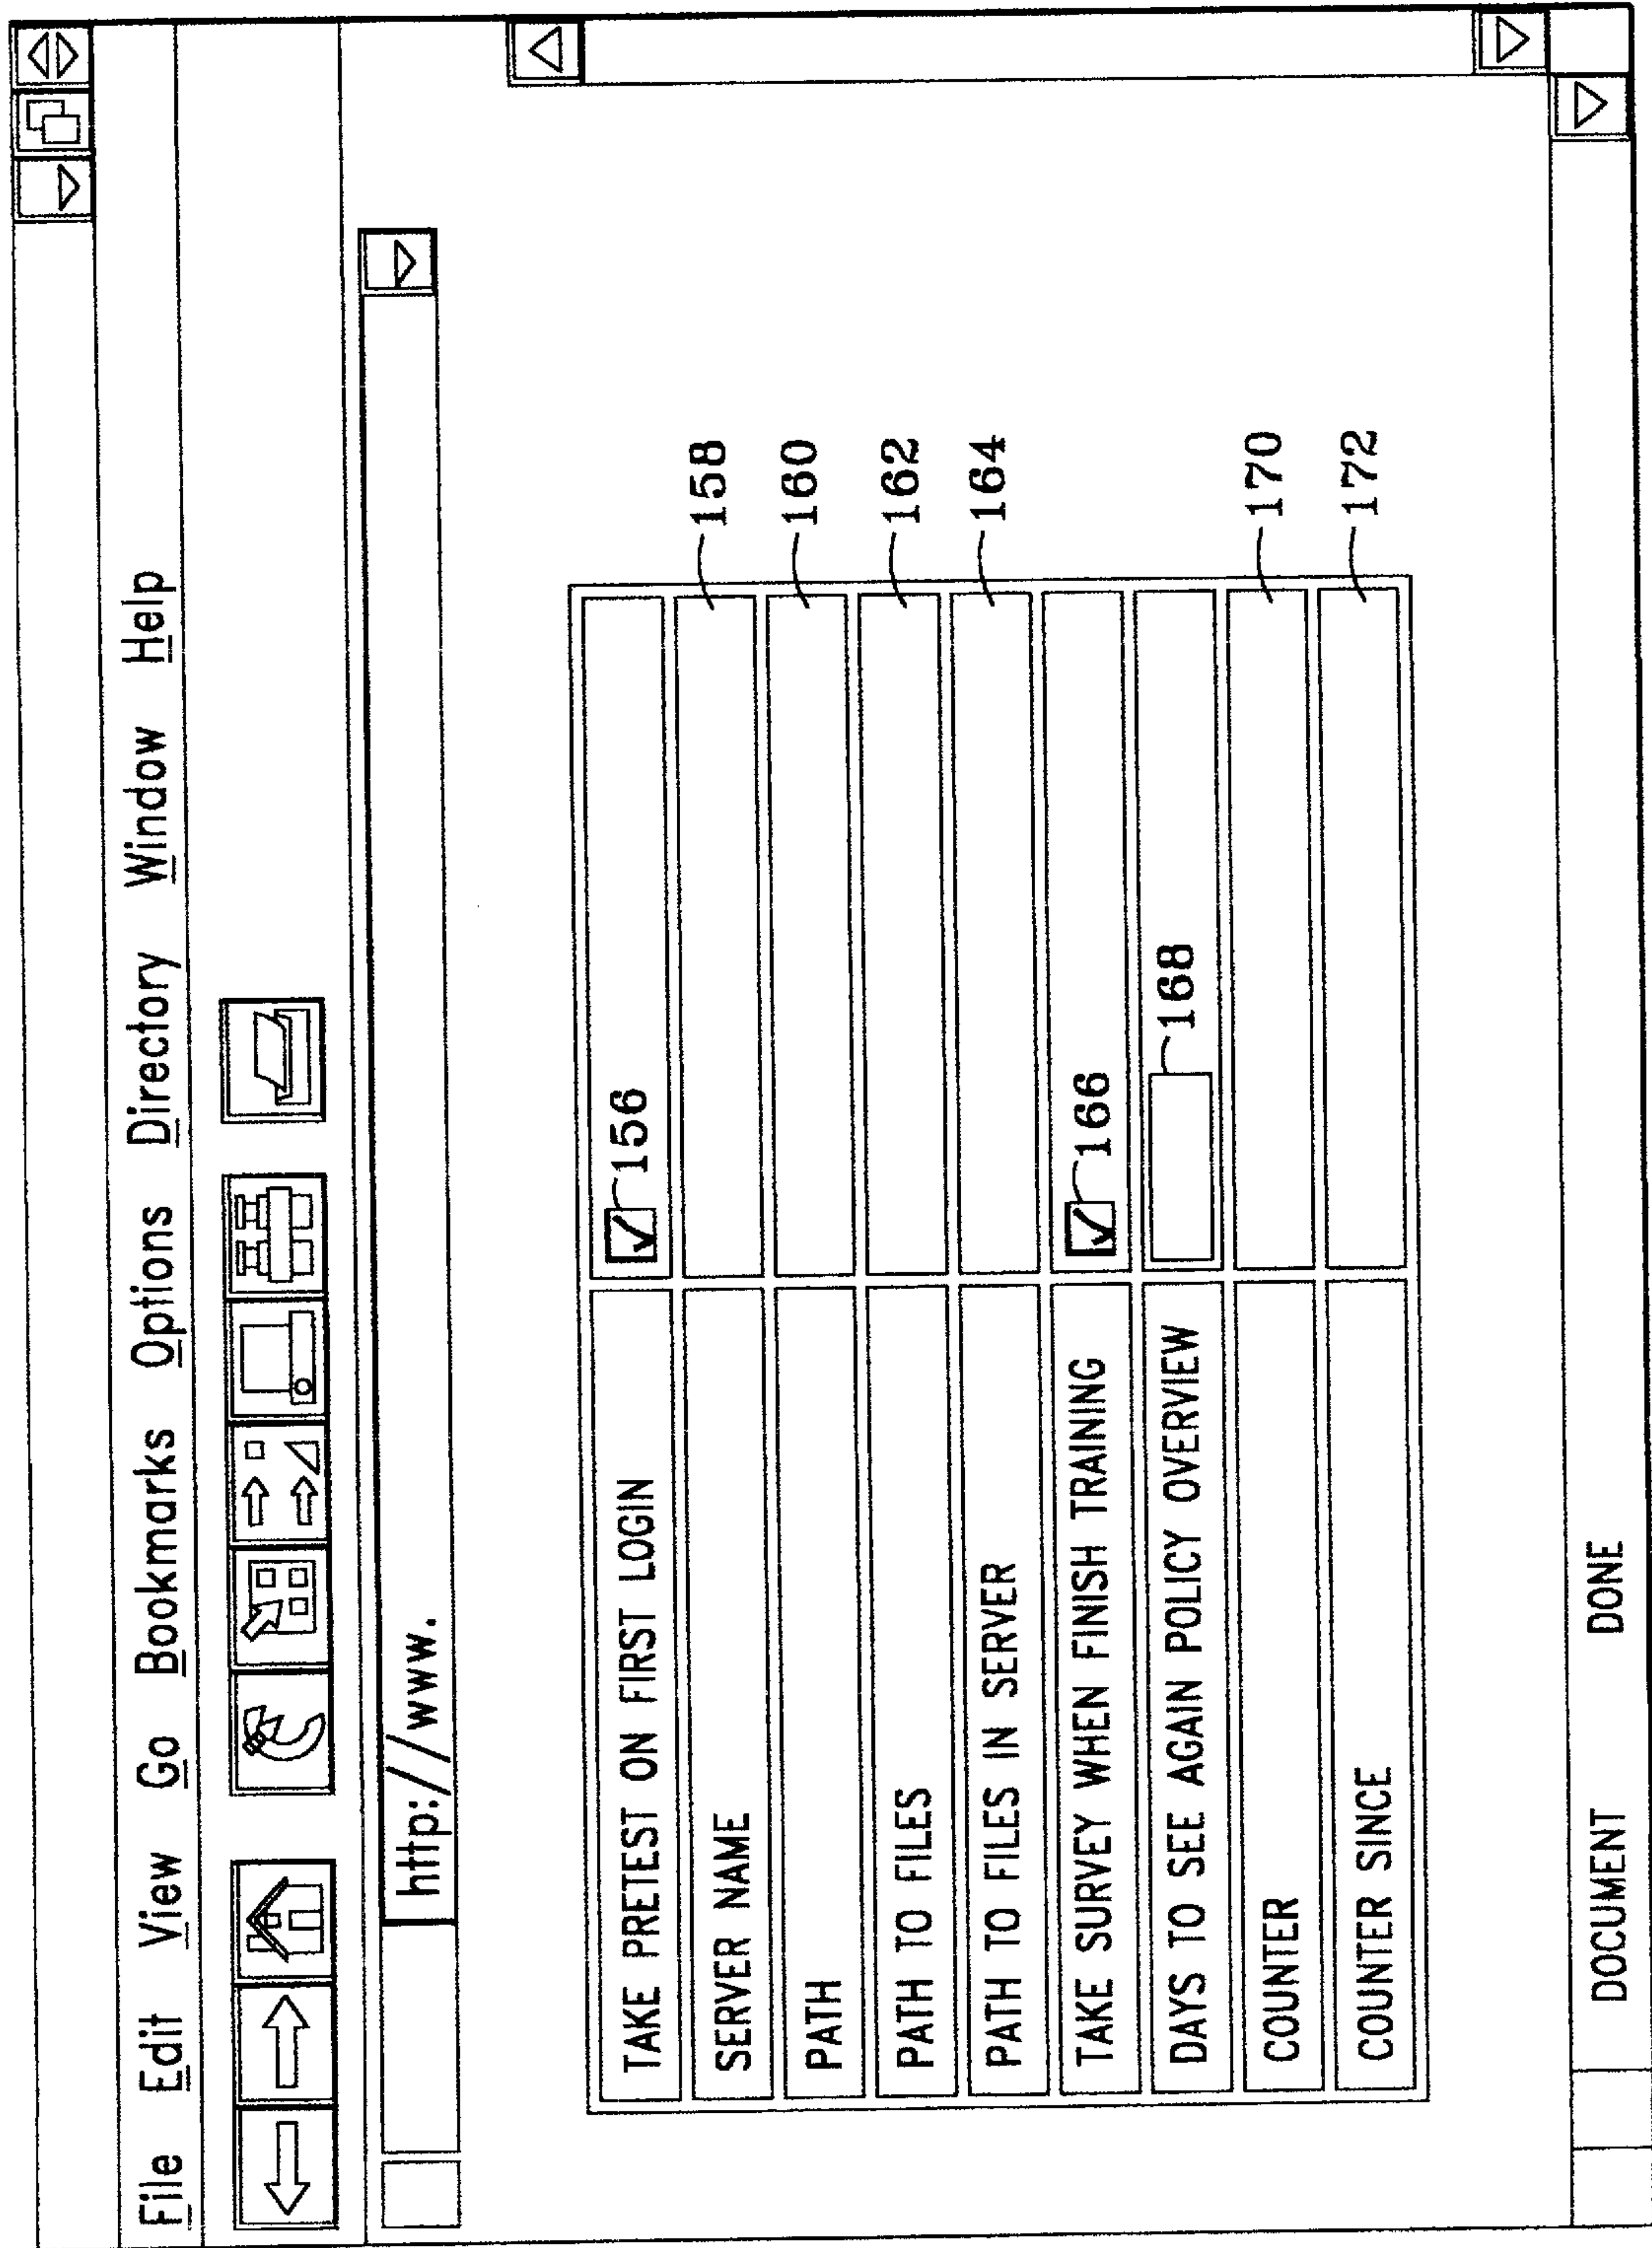 File Edit View Go Bookmarks Options Directory Window Help
http://www.
TAKE PRETEST ON FIRST LOGIN 156
SERVER NAME 158
PATH 160
PATH TO FILES 162
PATH TO FILES IN SERVER 164
TAKE SURVEY WHEN FINISH TRAINING 166
DAYS TO SEE AGAIN POLICY OVERVIEW 168
COUNTER 170
COUNTER SINCE 172
DOCUMENT DONE